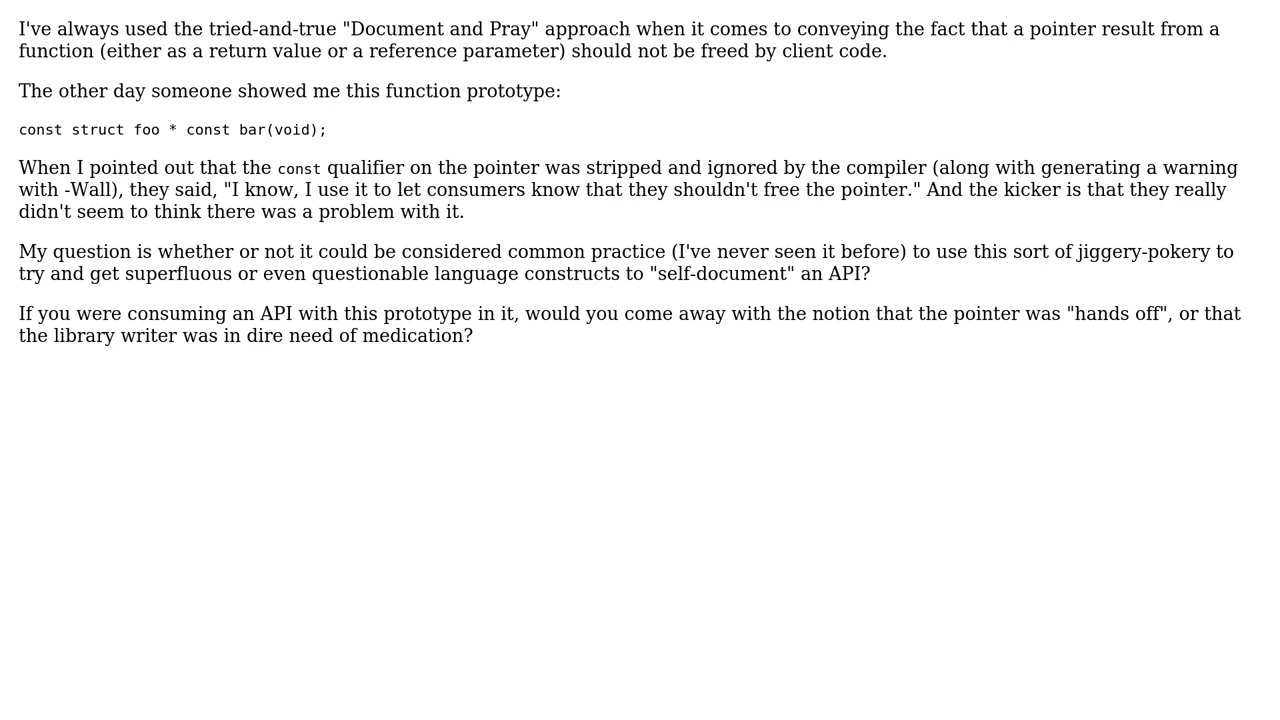 I've always used the tried-and-true "Document and Pray" approach when it comes to conveying the fact that a pointer result from a
function (either as a return value or a reference parameter) should not be freed by client code.
The other day someone showed me this function prototype:
const struct foo * const bar(void);
When I pointed out that the const qualifier on the pointer was stripped and ignored by the compiler (along with generating a warning
with -Wall), they said, "I know, I use it to let consumers know that they shouldn't free the pointer." And the kicker is that they really
didn't seem to think there was a problem with it.
My question is whether or not it could be considered common practice (I've never seen it before) to use this sort of jiggery-pokery to
try and get superfluous or even questionable language constructs to "self-document" an API?
If you were consuming an API with this prototype in it, would you come away with the notion that the pointer was "hands off", or that
the library writer was in dire need of medication?